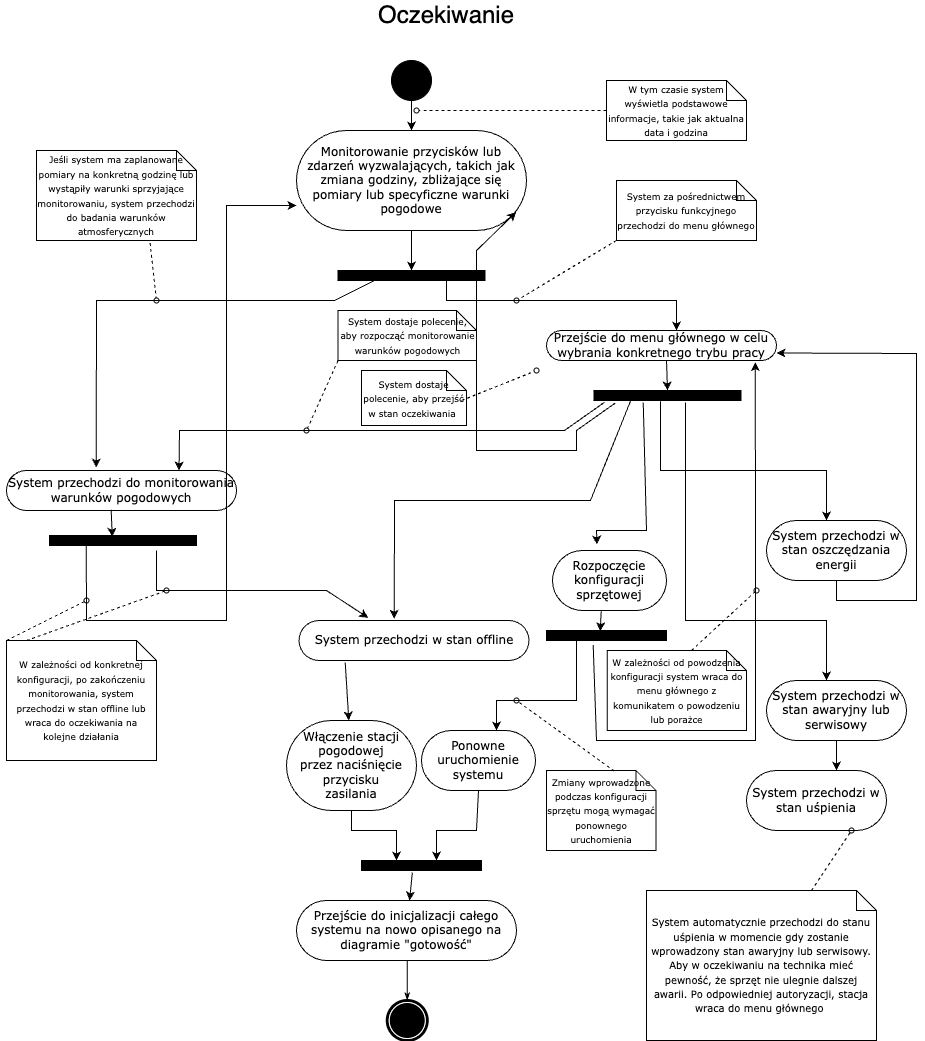 Oczekiwanie
W tym czasie system
wyświetla podstawowe
informacje, takie jak aktualna
data i godzina
Monitorowanie przycisków lub
zdarzeń wyzwalających, takich jak
zmiana godziny, zbliżające się
pomiary lub specyficzne warunki
pogodowe
Jeśli system ma zaplanowane
pomiary na konkretną godzinę lub
wystąpiły warunki sprzyjające
monitorowaniu, system przechodzi
do badania warunków
atmosferycznych
System za pośrednictwem
przycisku funkcyjnego
przechodzi do menu głównego
System dostaje polecenie,
aby rozpocząć monitorowanie
warunków pogodowych
Przejście do menu głównego w celu
wybrania konkretnego trybu pracy
System dostaje
polecenie, aby przejść
w stan oczekiwania
System przechodzi do monitorowania
warunków pogodowych
System przechodzi w
stan oszczędzania
energii
Rozpoczęcie
konfiguracji
sprzętowej
System przechodzi w stan offline
W zależności od konkretnej
konfiguracji, po zakończeniu
monitorowania, system
przechodzi w stan offline lub
wraca do oczekiwania na
kolejne działania
W zależności od powodzenia
konfiguracji system wraca do
menu głównego z
komunikatem o powodzeniu
lub porażce
System przechodzi w
stan awaryjny lub
serwisowy
Włączenie stacji
pogodowej
przez naciśnięcie
przycisku
zasilania
Ponowne
uruchomienie
systemu
Zmiany wprowadzone
podczas konfiguracji
sprzętu mogą wymagać
ponownego
uruchomienia
System przechodzi w
stan uśpienia
Przejście do inicjalizacji całego
systemu na nowo opisanego na
diagramie "gotowość"
System automatycznie przechodzi do stanu
uśpienia w momencie gdy zostanie
wprowadzony stan awaryjny lub serwisowy.
Aby w oczekiwaniu na technika mieć
pewność, że sprzęt nie ulegnie dalszej
awarii. Po odpowiedniej autoryzacji, stacja
wraca do menu głównego